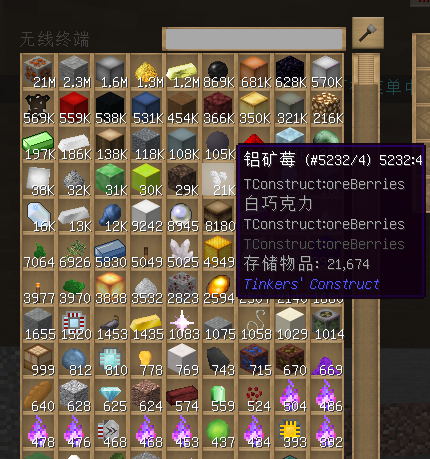 无线终端
21M 2.3M 1.6M 1.3M 1.2M 869K 681K 628K 570K
569K 559K 538K 531K 454K 366K 350K 321K 216K
197K 186K 138K 118K 108K 105K
铝矿莓 (#5232/4) 5232:4
TConstruct:oreBerries
白巧克力
TConstruct:oreBerries
TConstruct:oreBerries
存储物品: 21,674
Tinkers' Construct
36K 32K 31K 30K 29K 21K
16K 13K 12K 9242 8945 8180
7064 6926 5830 5049 5025 4949
3977 3970 3838 3532 2823 2594
1655 1520 1453 1435 1083 1075 1058 1029 1014
999 812 810 778 769 743 715 670 669
640 628 625 624 574 559 524 504 486
478 476 468 468 453 437 434 393 392